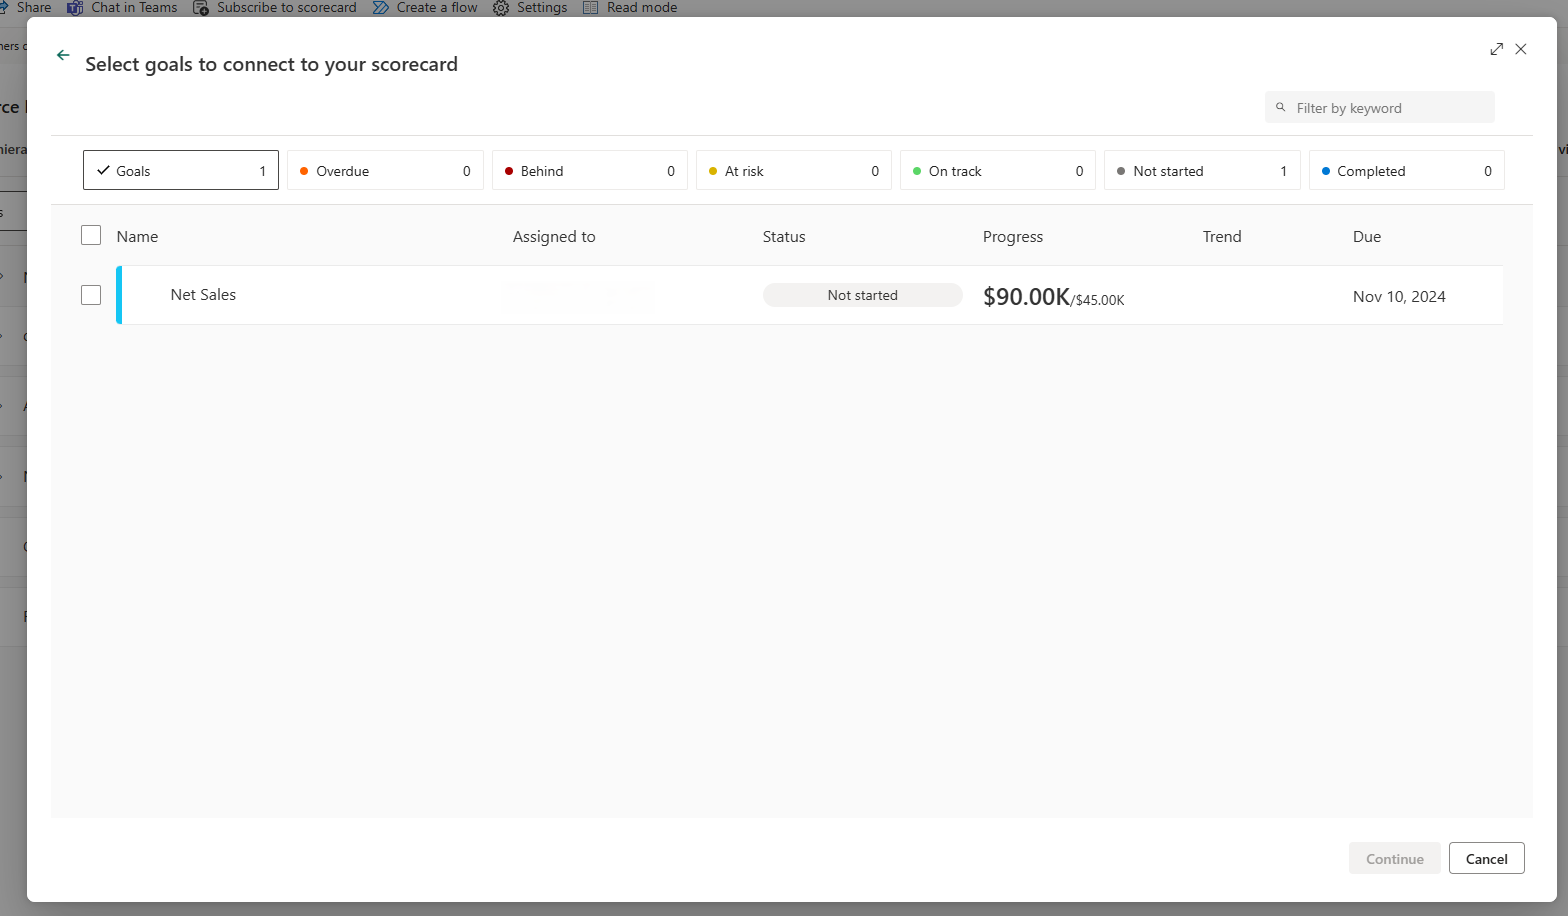 Share Chat in Teams Subscribe to scorecard Create a flow Settings Read mode
Select goals to connect to your scorecard
Filter by keyword
Goals 1 Overdue 0 Behind 0 At risk 0 On track 0 Not started 1 Completed 0
Name Assigned to Status Progress Trend Due
Net Sales Not started $90.00K/$45.00K Nov 10, 2024
Continue Cancel